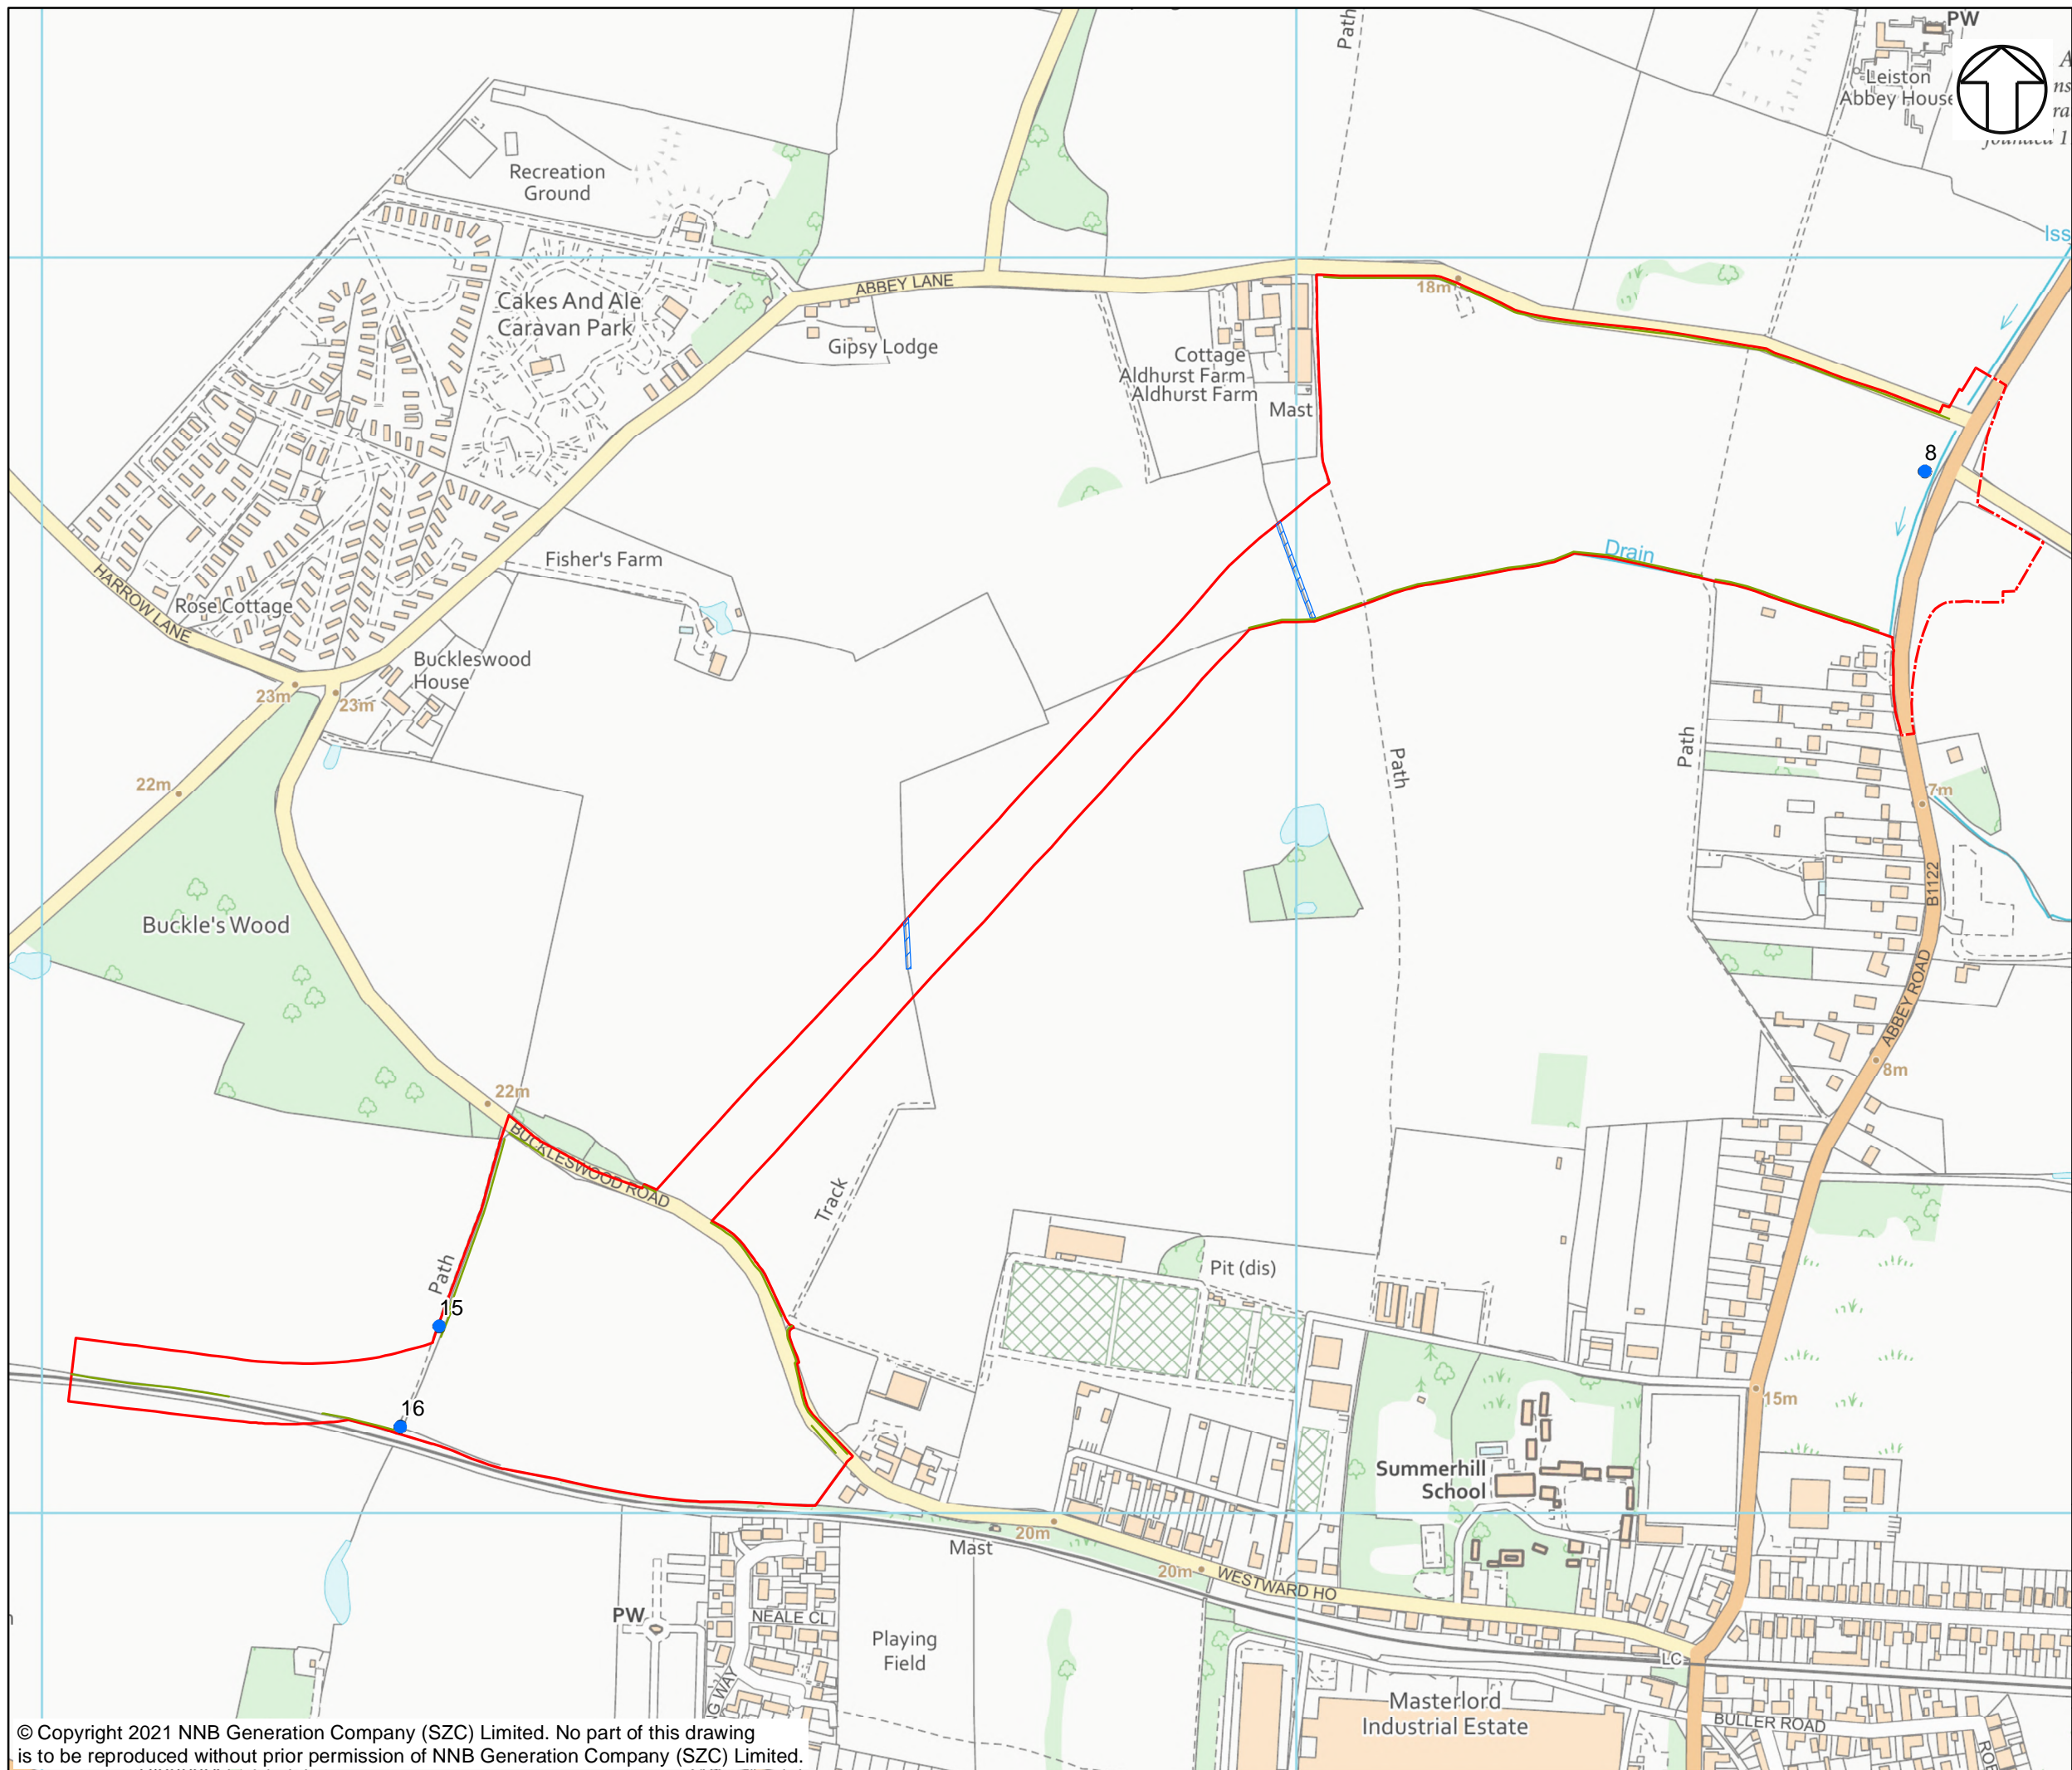 Path
PW
Leiston
Abbey House
Recreation
Ground
Iss
ABBEY LANE
18m
Cakes And Ale
Caravan Park
Gipsy Lodge
Cottage
Aldhurst Farm
Aldhurst Farm
Mast
8
Drain
Fisher's Farm
HARROW LANE
Rose Cottage
Buckleswood
House
23m
23m
22m
Path
Path
7m
B1122
Buckle's Wood
ABBEY ROAD
8m
22m
BUCKLESWOOD ROAD
Track
Path
15
Pit (dis)
15m
16
Summerhill
School
20m
Mast
20m
WESTWARD HO
PW
NEALE CL
Playing
Field
LC
G WAY
Masterlord
Industrial Estate
BULLER ROAD
© Copyright 2021 NNB Generation Company (SZC) Limited. No part of this drawing
is to be reproduced without prior permission of NNB Generation Company (SZC) Limited.